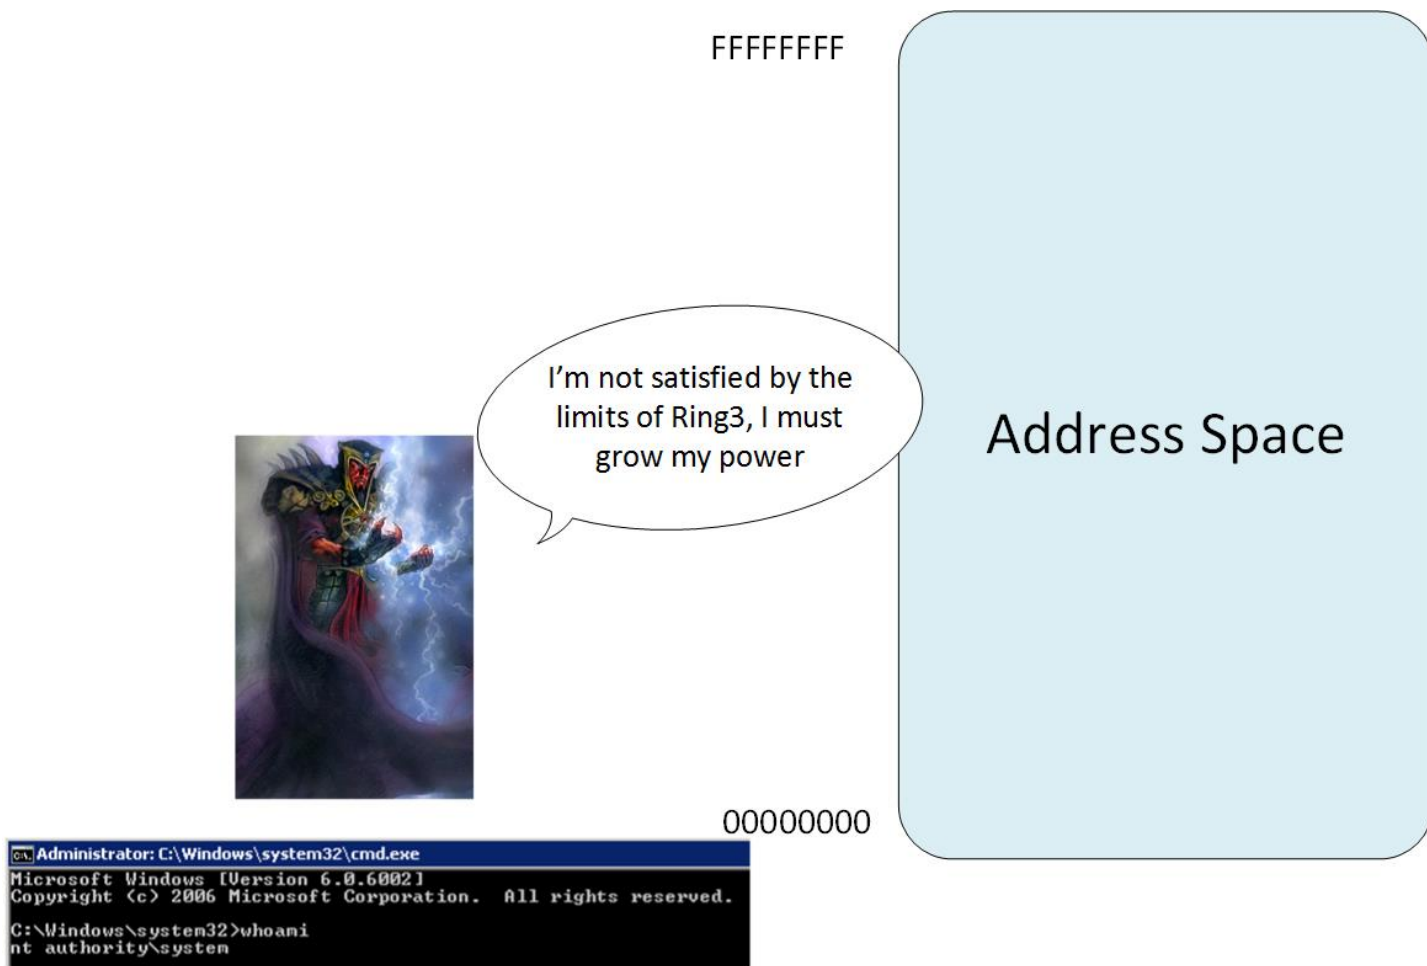 FFFFFFFF
I'm not satisfied by the
limits of Ring3, I must
grow my power
Address Space
00000000
Administrator: C:\Windows\system32\cmd.exe
Microsoft Windows [Version 6.0.6002]
Copyright (c) 2006 Microsoft Corporation.  All rights reserved.
C:\Windows\system32>whoami
nt authority\system